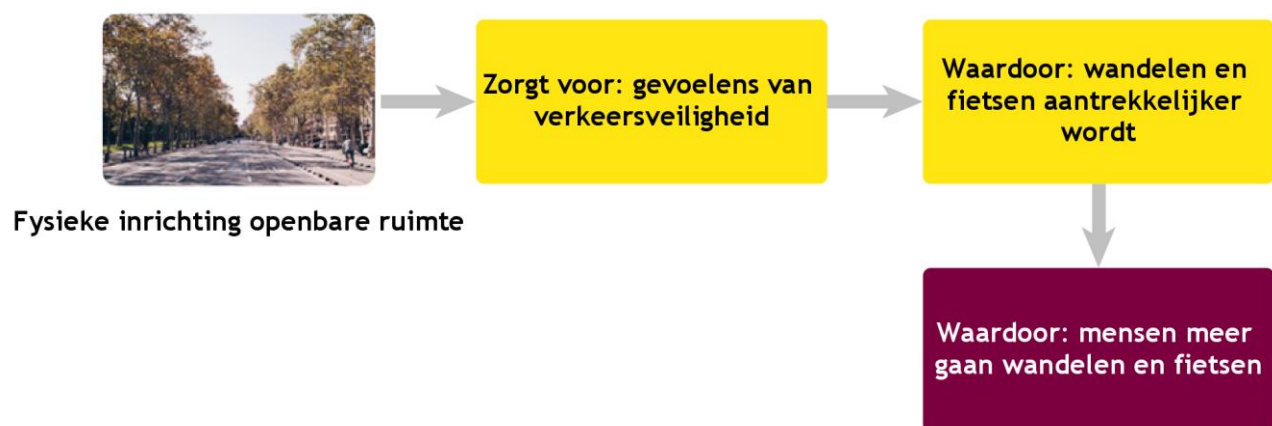 Fysieke inrichting openbare ruimte
Zorgt voor: gevoelens van
verkeersveiligheid
Waardoor: wandelen en
fietsen aantrekkelijker
wordt
Waardoor: mensen meer
gaan wandelen en fietsen